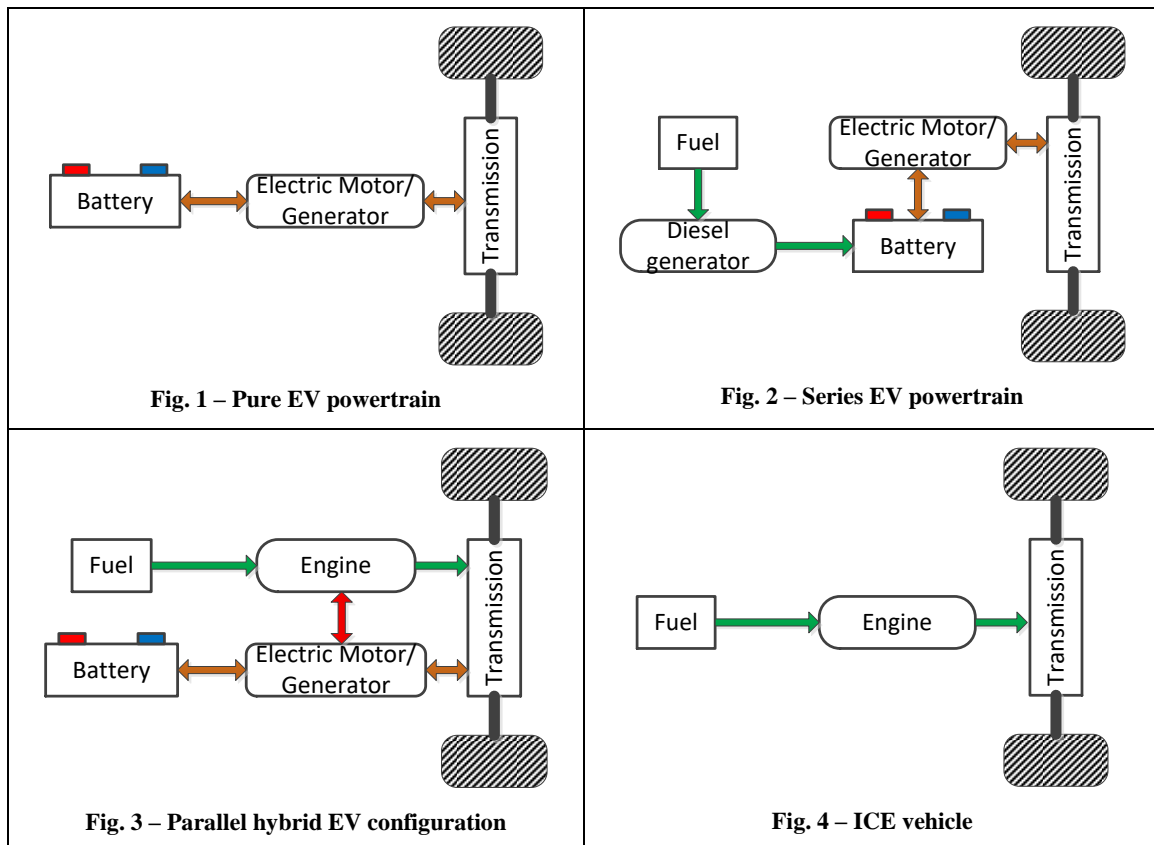 Battery
Electric Motor/
Generator
Transmission
Fig. 1 – Pure EV powertrain
Fuel
Diesel
generator
Electric Motor/
Generator
Battery
Transmission
Fig. 2 – Series EV powertrain
Fuel
Engine
Battery
Electric Motor/
Generator
Transmission
Fig. 3 – Parallel hybrid EV configuration
Fuel
Engine
Transmission
Fig. 4 – ICE vehicle